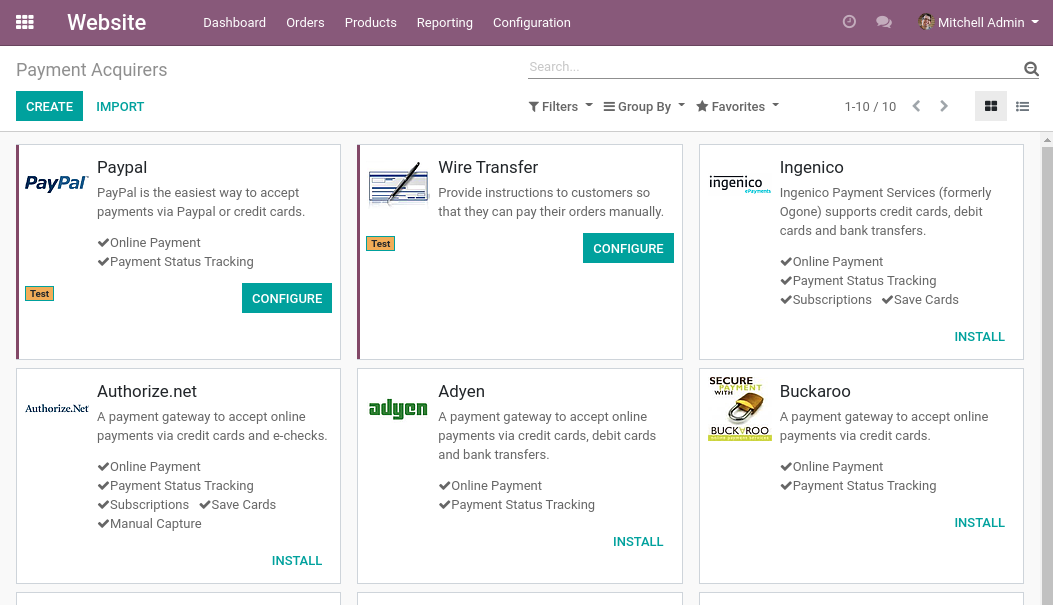 Website
Dashboard Orders Products Reporting Configuration
Mitchell Admin
Payment Acquirers
Search...
CREATE IMPORT
Filters Group By Favorites
1-10 / 10
PayPal
Paypal
PayPal is the easiest way to accept
payments via Paypal or credit cards.
Online Payment
Payment Status Tracking
Test
CONFIGURE
Wire Transfer
Provide instructions to customers so
that they can pay their orders manually.
Test
CONFIGURE
ingenico
ePayments
Ingenico
Ingenico Payment Services (formerly
Ogone) supports credit cards, debit
cards and bank transfers.
Online Payment
Payment Status Tracking
Subscriptions Save Cards
INSTALL
Authorize.Net
Authorize.net
A payment gateway to accept online
payments via credit cards and e-checks.
Online Payment
Payment Status Tracking
Subscriptions Save Cards
Manual Capture
INSTALL
adyen
Adyen
A payment gateway to accept online
payments via credit cards, debit cards
and bank transfers.
Online Payment
Payment Status Tracking
INSTALL
SECURE
PAYMENT
WITH
BUCKAROO
online payment services
Buckaroo
A payment gateway to accept online
payments via credit cards.
Online Payment
Payment Status Tracking
INSTALL